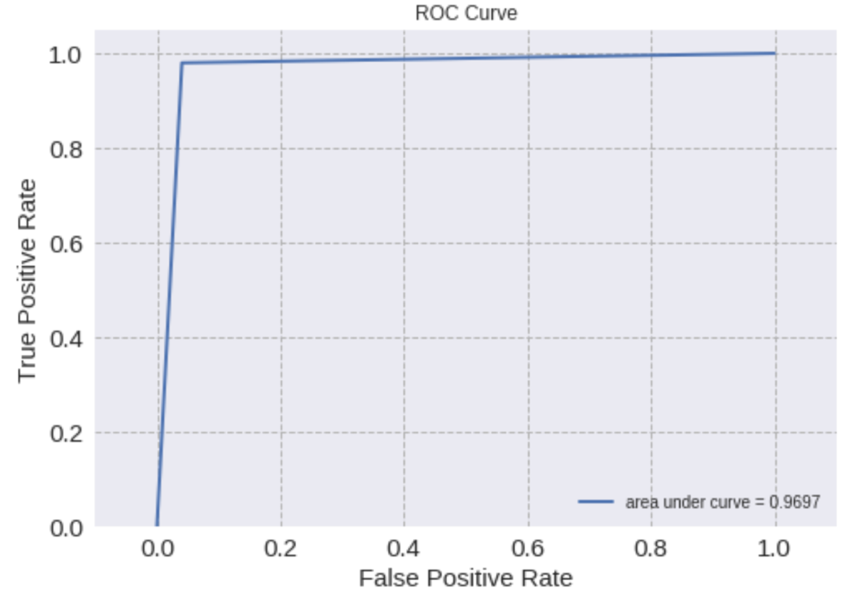 ROC Curve
1.0
0.8
0.6
0.4
0.2
0.0
True Positive Rate
area under curve = 0.9697
0.0 0.2 0.4 0.6 0.8 1.0
False Positive Rate